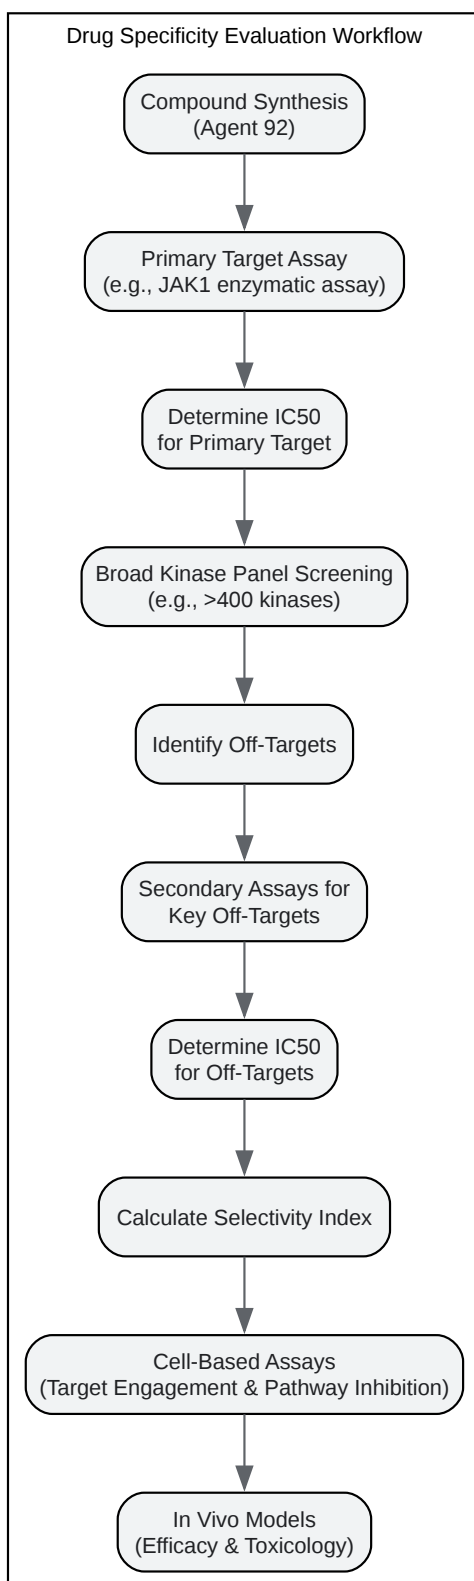 Drug Specificity Evaluation Workflow
Compound Synthesis
(Agent 92)
Primary Target Assay
(e.g., JAK1 enzymatic assay)
Determine IC50
for Primary Target
Broad Kinase Panel Screening
(e.g., >400 kinases)
Identify Off-Targets
Secondary Assays for
Key Off-Targets
Determine IC50
for Off-Targets
Calculate Selectivity Index
Cell-Based Assays
(Target Engagement & Pathway Inhibition)
In Vivo Models
(Efficacy & Toxicology)